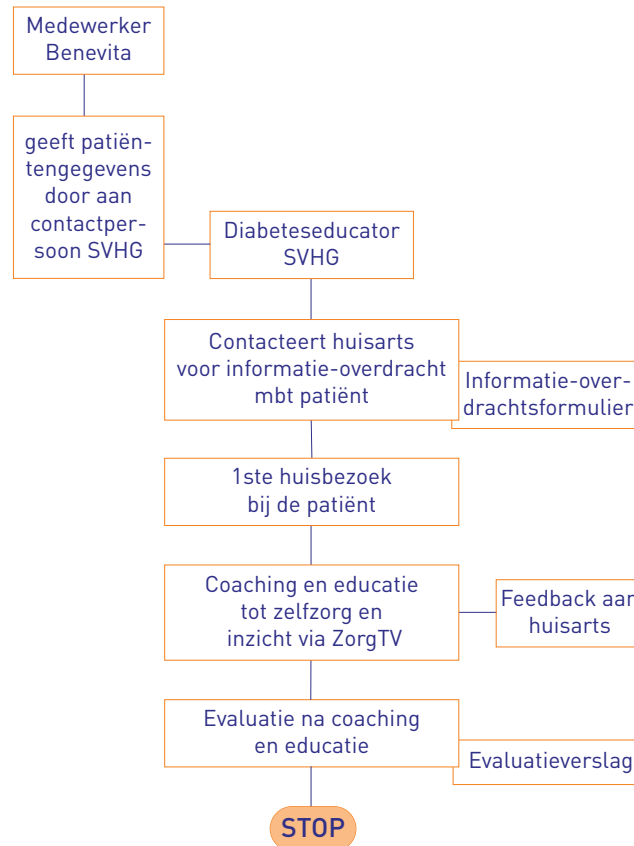 Medewerker
Benevita
geeft patiën-
tengegevens
door aan
contactper-
soon SVHG
Diabeteseducator
SVHG
Contacteert huisarts
voor informatie-overdracht
mbt patiënt
Informatie-over-
drachtsformulier
1ste huisbezoek
bij de patiënt
Coaching en educatie
tot zelfzorg en
inzicht via ZorgTV
Feedback aan
huisarts
Evaluatie na coaching
en educatie
Evaluatieverslag
STOP